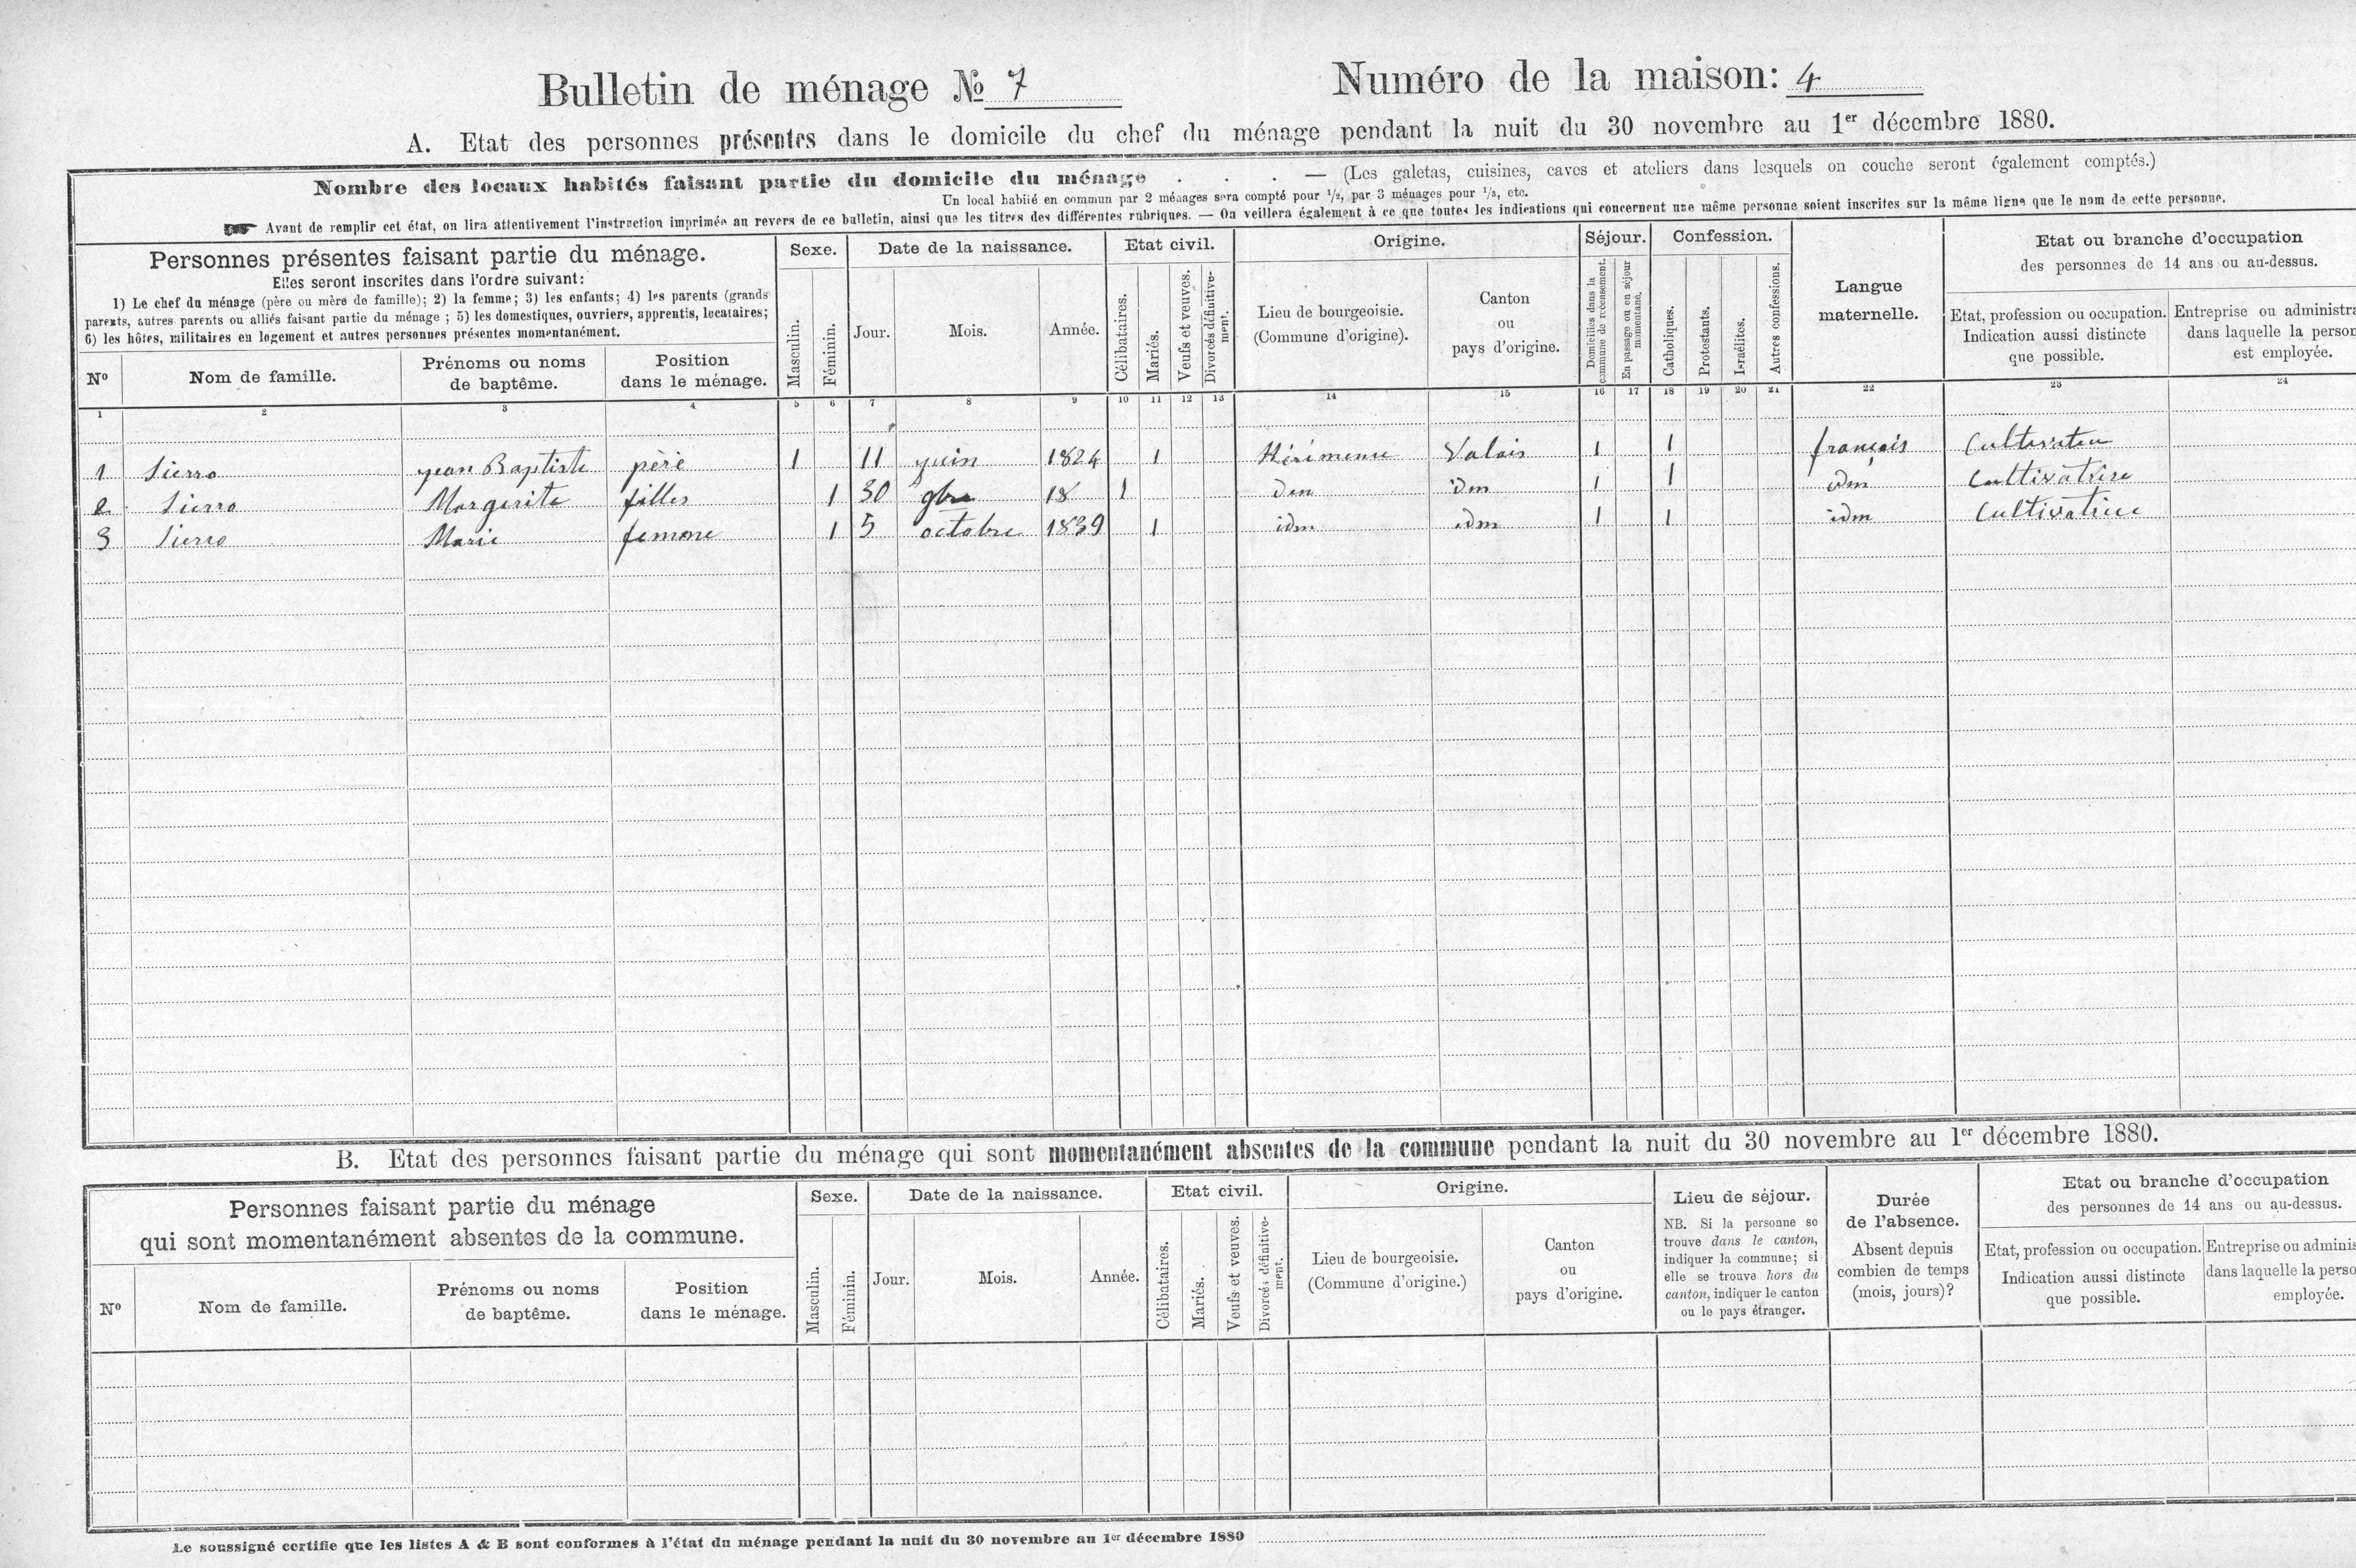 Bulletin de ménage № 7
Numéro de la maison: 4
A. Etat des personnes présentes dans le domicile du chef du ménage pendant la nuit du 30 novembre au 1er décembre 1880.
Nombre des locaux habités faisant partie du domicile du ménage . . . — (Les galetas, cuisines, caves et ateliers dans lesquels on couche seront également comptés.)
Un local habité en commun par 2 ménages sera compté pour 1/2, par 3 ménages pour 1/3, etc.
☛ Avant de remplir cet état, on lira attentivement l'instruction imprimée au revers de ce bulletin, ainsi que les titres des différentes rubriques. — On veillera également à ce que toutes les indications qui concernent une même personne soient inscrites sur la même ligne que le nom de cette personne.
Personnes présentes faisant partie du ménage.
Elles seront inscrites dans l'ordre suivant:
1) Le chef du ménage (père ou mère de famille); 2) la femme; 3) les enfants; 4) les parents (grands
parents, autres parents ou alliés faisant partie du ménage ; 5) les domestiques, ouvriers, apprentis, locataires;
6) les hôtes, militaires en logement et autres personnes présentes momentanément.
N° Nom de famille. Prénoms ou noms de baptême. Position dans le ménage.
Sexe. Masculin. Féminin.
Date de la naissance. Jour. Mois. Année.
Etat civil. Célibataires. Mariés. Veufs et veuves. Divorcés définitivement.
Origine. Lieu de bourgeoisie. (Commune d'origine). Canton ou pays d'origine.
Séjour. Domiciliés dans la commune de recensement. En passage ou en séjour momentané.
Confession. Catholiques. Protestants. Israélites. Autres confessions.
Langue maternelle.
Etat ou branche d'occupation
des personnes de 14 ans ou au-dessus.
Etat, profession ou occupation. Indication aussi distincte que possible.
Entreprise ou administra
dans laquelle la person
est employée.
1 2 3 4 5 6 7 8 9 10 11 12 13 14 15 16 17 18 19 20 21 22 23 24
1 Sierro jean Baptiste père 1 11 juin 1824 1 Hérémence Valais 1 1 français Cultivateu
2 Sierro Margerite filles 1 30 9bre 18 1 idm 1 1 idm Cultivatrice
3 Sierro Marie femme 1 5 octobre 1839 1 idm idm 1 1 idm Cultivatrice
B. Etat des personnes faisant partie du ménage qui sont momentanément absentes de la commune pendant la nuit du 30 novembre au 1er décembre 1880.
Personnes faisant partie du ménage
qui sont momentanément absentes de la commune.
N° Nom de famille. Prénoms ou noms de baptême. Position dans le ménage.
Sexe. Masculin. Féminin.
Date de la naissance. Jour. Mois. Année.
Etat civil. Célibataires. Mariés. Veufs et veuves. Divorcés définitivement.
Origine. Lieu de bourgeoisie. (Commune d'origine.) Canton ou pays d'origine.
Lieu de séjour.
NB. Si la personne se
trouve dans le canton,
indiquer la commune; si
elle se trouve hors du
canton, indiquer le canton
ou le pays étranger.
Durée
de l'absence.
Absent depuis
combien de temps
(mois, jours)?
Etat ou branche d'occupation
des personnes de 14 ans ou au-dessus.
Etat, profession ou occupation. Indication aussi distincte que possible.
Entreprise ou adminis
dans laquelle la perso
employée.
Le soussigné certifie que les listes A & B sont conformes à l'état du ménage pendant la nuit du 30 novembre au 1er décembre 1880